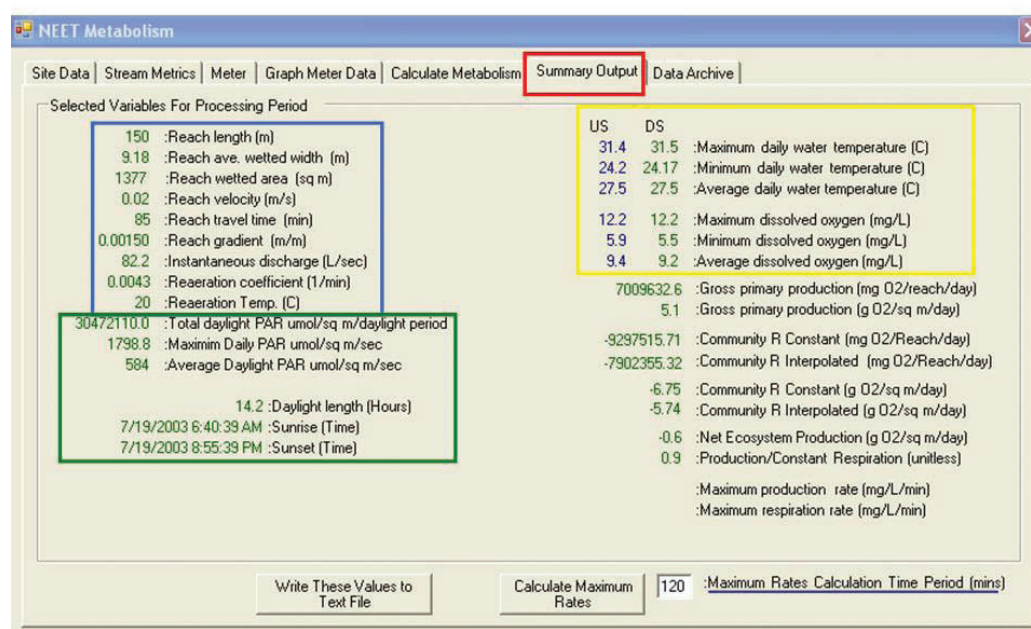 NEET Metabolism
Site Data Stream Metrics Meter Graph Meter Data Calculate Metabolism Summary Output Data Archive
Selected Variables For Processing Period
150 :Reach length (m)
9.18 :Reach ave. wetted width (m)
1377 :Reach wetted area (sq m)
0.02 :Reach velocity (m/s)
85 :Reach travel time (min)
0.00150 :Reach gradient (m/m)
82.2 :Instantaneous discharge (L/sec)
0.0043 :Reaeration coefficient (1/min)
20 :Reaeration Temp. (C)
30472110.0 :Total daylight PAR umol/sq m/daylight period
1798.8 :Maximim Daily PAR umol/sq m/sec
584 :Average Daylight PAR umol/sq m/sec
14.2 :Daylight length (Hours)
7/19/2003 6:40:39 AM :Sunrise (Time)
7/19/2003 8:55:39 PM :Sunset (Time)
US DS
31.4 31.5 :Maximum daily water temperature (C)
24.2 24.17 :Minimum daily water temperature (C)
27.5 27.5 :Average daily water temperature (C)
12.2 12.2 :Maximum dissolved oxygen (mg/L)
5.9 5.5 :Minimum dissolved oxygen (mg/L)
9.4 9.2 :Average dissolved oxygen (mg/L)
7009632.6 :Gross primary production (mg O2/reach/day)
5.1 :Gross primary production (g O2/sq m/day)
-9297515.71 :Community R Constant (mg O2/Reach/day)
-7902355.32 :Community R Interpolated (mg O2/Reach/day)
-6.75 :Community R Constant (g O2/sq m/day)
-5.74 :Community R Interpolated (g O2/sq m/day)
-0.6 :Net Ecosystem Production (g O2/sq m/day)
0.9 :Production/Constant Respiration (unitless)
:Maximum production rate (mg/L/min)
:Maximum respiration rate (mg/L/min)
Write These Values to
Text File
Calculate Maximum
Rates
120 :Maximum Rates Calculation Time Period (mins)